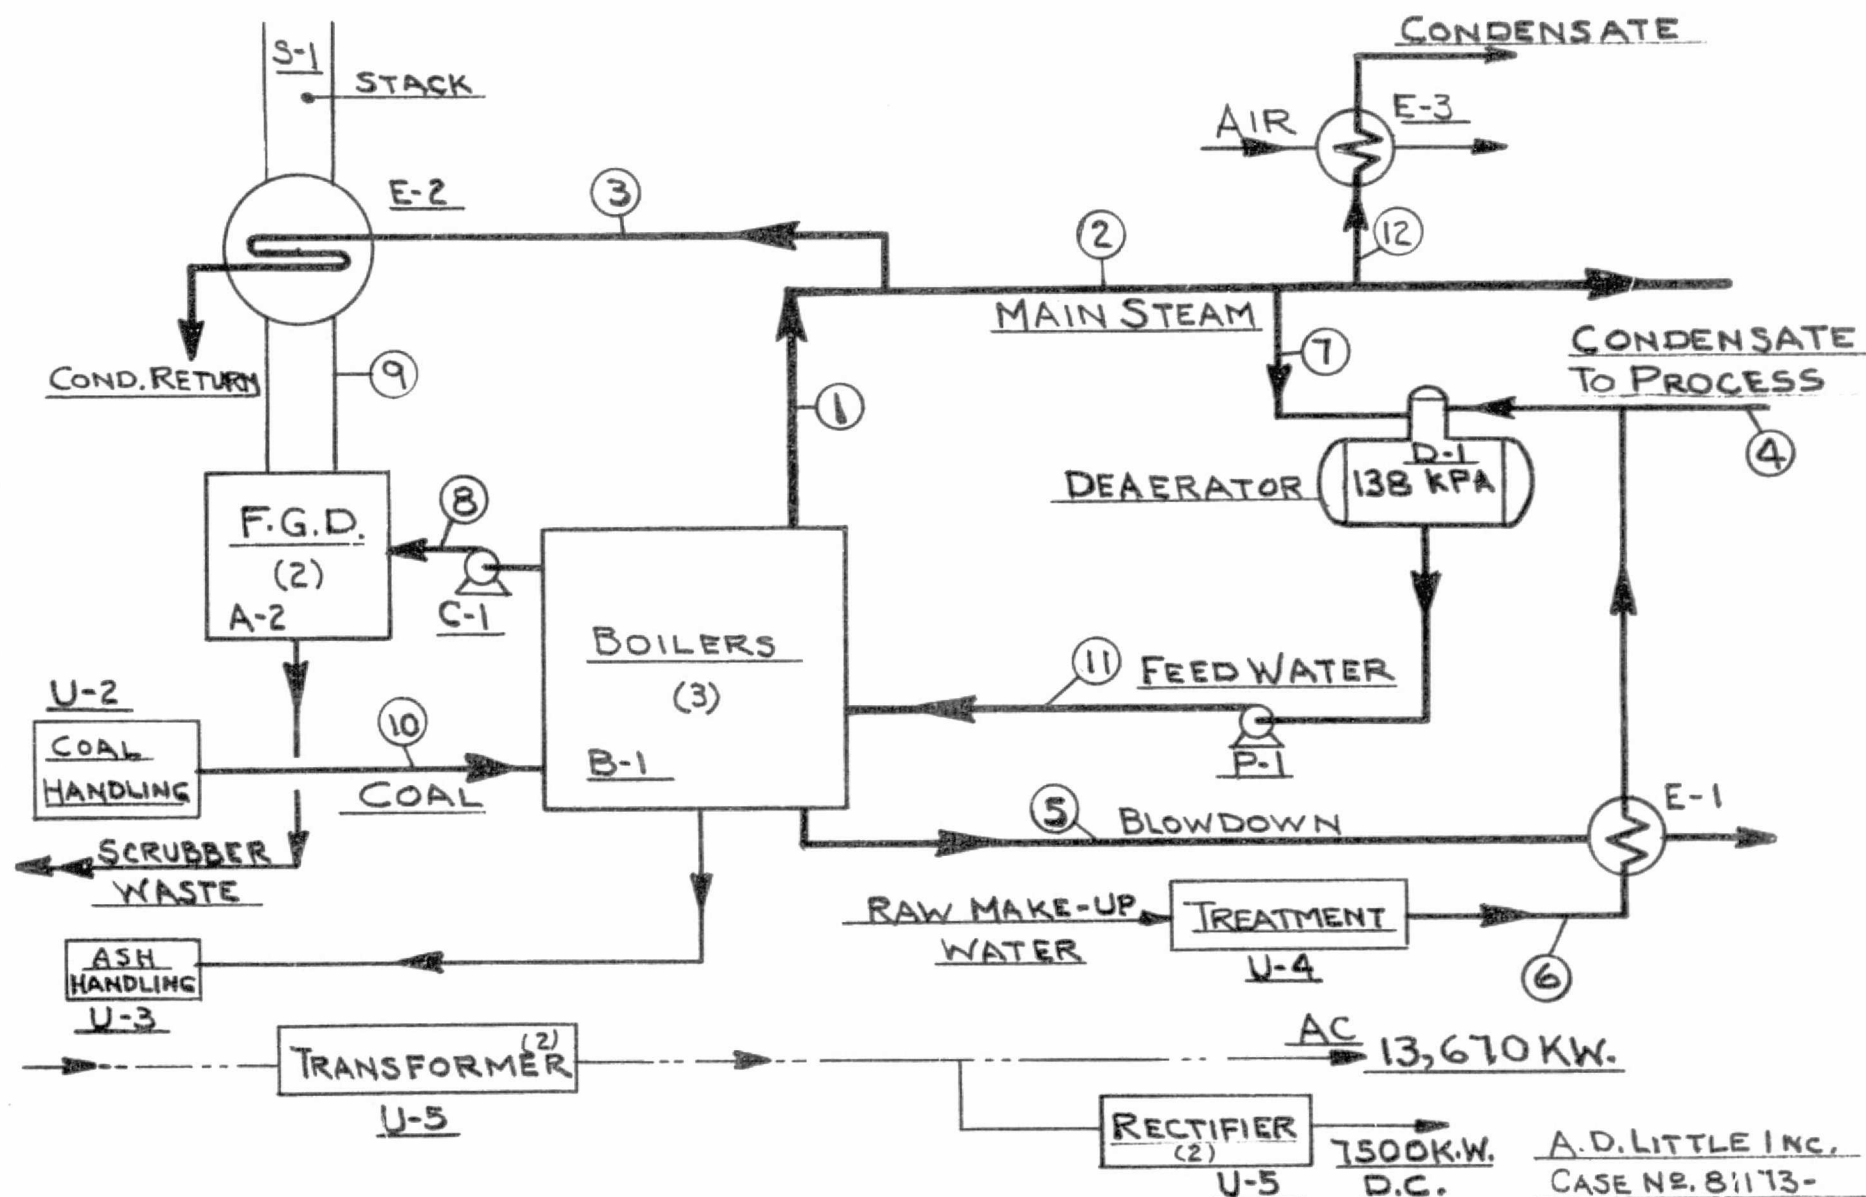 S-1
STACK
E-2
3
CONDENSATE
AIR
E-3
2
12
MAIN STEAM
7
CONDENSATE
TO PROCESS
COND. RETURN
9
1
4
D-1
138 KPA
DEAERATOR
F.G.D.
(2)
A-2
8
C-1
BOILERS
(3)
B-1
11
FEED WATER
P-1
U-2
COAL
HANDLING
10
COAL
5
BLOWDOWN
E-1
SCRUBBER
WASTE
RAW MAKE-UP
WATER
TREATMENT
U-4
6
ASH
HANDLING
U-3
TRANSFORMER (2)
U-5
AC
13,670 KW.
RECTIFIER
(2)
U-5
7500 K.W.
D.C.
A.D. LITTLE INC.
CASE Nº. 81173-